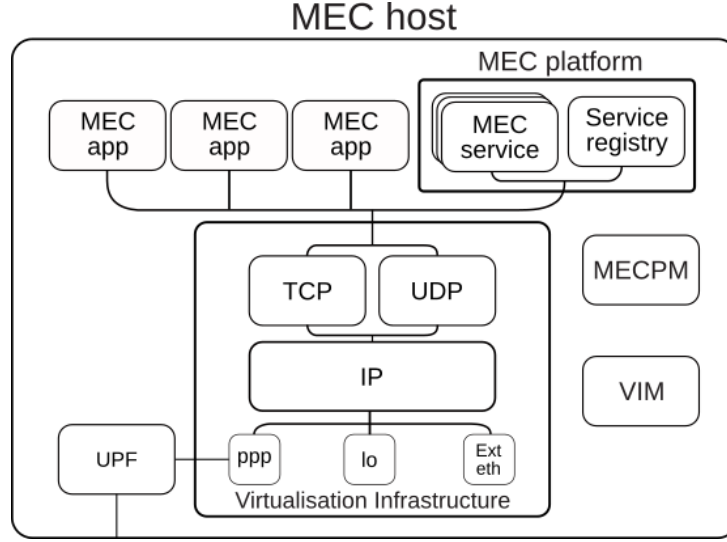 MEC host
MEC platform
MEC
app
MEC
app
MEC
app
MEC
service
Service
registry
TCP
UDP
MECPM
IP
VIM
UPF
ppp
lo
Ext
eth
Virtualisation Infrastructure